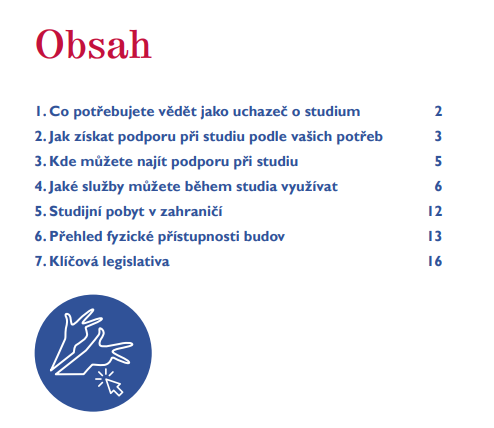 Obsah
1. Co potřebujete vědět jako uchazeč o studium 2
2. Jak získat podporu při studiu podle vašich potřeb 3
3. Kde můžete najít podporu při studiu 5
4. Jaké služby můžete během studia využívat 6
5. Studijní pobyt v zahraničí 12
6. Přehled fyzické přístupnosti budov 13
7. Klíčová legislativa 16